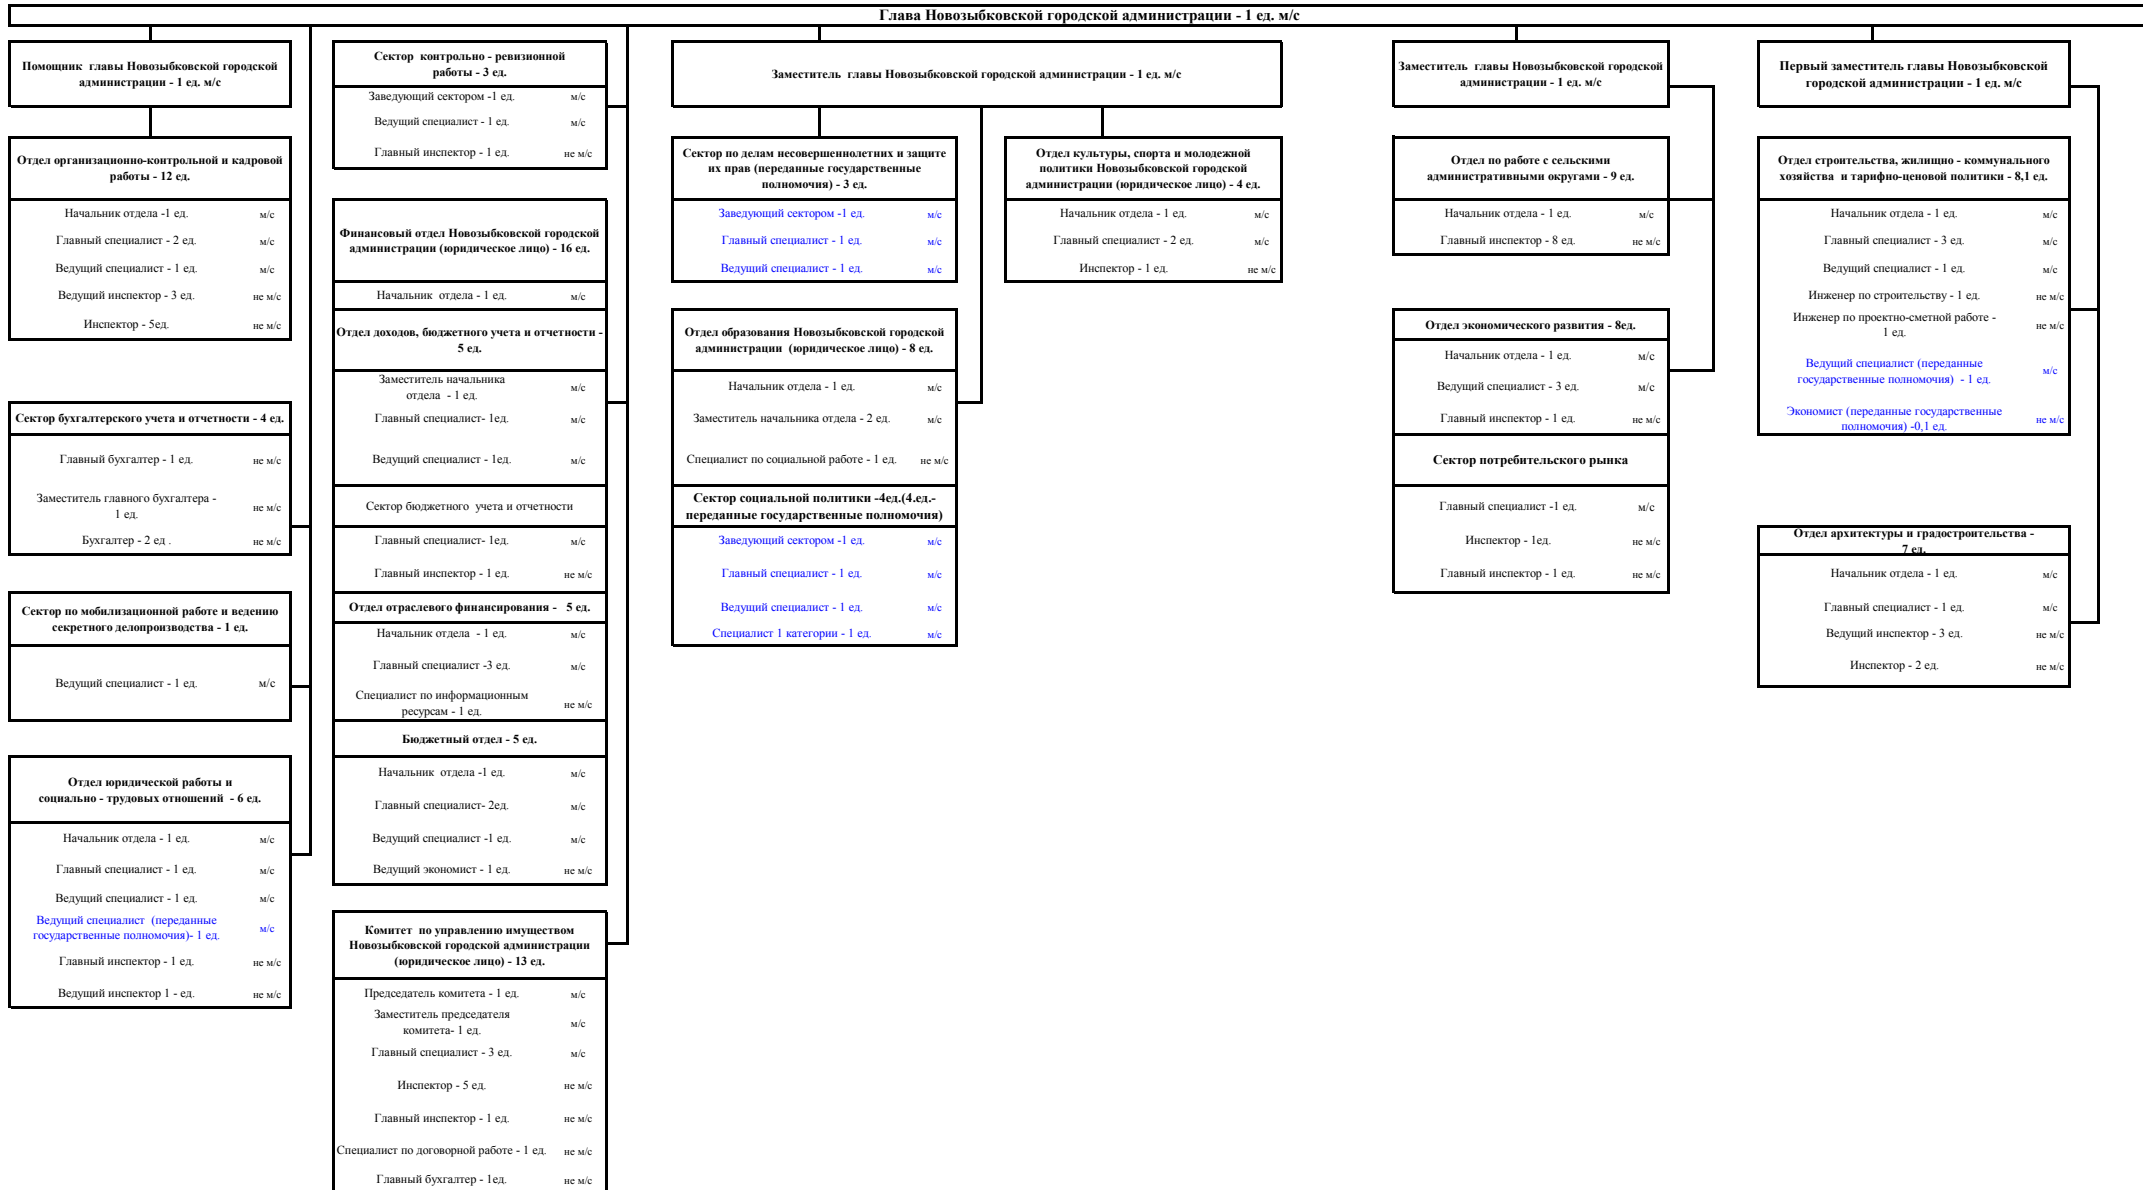 Глава Новозыбковской городской администрации - 1 ед. м/с
Помощник главы Новозыбковской городской
администрации - 1 ед. м/с
Отдел организационно-контрольной и кадровой
работы - 12 ед.
Начальник отдела -1 ед. м/с
Главный специалист - 2 ед. м/с
Ведущий специалист - 1 ед. м/с
Ведущий инспектор - 3 ед. не м/с
Инспектор - 5ед. не м/с
Сектор бухгалтерского учета и отчетности - 4 ед.
Главный бухгалтер - 1 ед. не м/с
Заместитель главного бухгалтера -
1 ед. не м/с
Бухгалтер - 2 ед . не м/с
Сектор по мобилизационной работе и ведению
секретного делопроизводства - 1 ед.
Ведущий специалист - 1 ед. м/с
Отдел юридической работы и
социально - трудовых отношений - 6 ед.
Начальник отдела - 1 ед. м/с
Главный специалист - 1 ед. м/с
Ведущий специалист - 1 ед. м/с
Ведущий специалист (переданные
государственные полномочия)- 1 ед. м/с
Главный инспектор - 1 ед. не м/с
Ведущий инспектор 1 - ед. не м/с
Сектор контрольно - ревизионной
работы - 3 ед.
Заведующий сектором -1 ед. м/с
Ведущий специалист - 1 ед. м/с
Главный инспектор - 1 ед. не м/с
Финансовый отдел Новозыбковской городской
администрации (юридическое лицо) - 16 ед.
Начальник отдела - 1 ед. м/с
Отдел доходов, бюджетного учета и отчетности -
5 ед.
Заместитель начальника
отдела - 1 ед. м/с
Главный специалист- 1ед. м/с
Ведущий специалист - 1ед. м/с
Сектор бюджетного учета и отчетности
Главный специалист- 1ед. м/с
Главный инспектор - 1 ед. не м/с
Отдел отраслевого финансирования - 5 ед.
Начальник отдела - 1 ед. м/с
Главный специалист -3 ед. м/с
Специалист по информационным
ресурсам - 1 ед. не м/с
Бюджетный отдел - 5 ед.
Начальник отдела -1 ед. м/с
Главный специалист- 2ед. м/с
Ведущий специалист -1 ед. м/с
Ведущий экономист - 1 ед. не м/с
Комитет по управлению имуществом
Новозыбковской городской администрации
(юридическое лицо) - 13 ед.
Председатель комитета - 1 ед. м/с
Заместитель председателя
комитета- 1 ед. м/с
Главный специалист - 3 ед. м/с
Инспектор - 5 ед. не м/с
Главный инспектор - 1 ед. не м/с
Специалист по договорной работе - 1 ед. не м/с
Главный бухгалтер - 1ед. не м/с
Заместитель главы Новозыбковской городской администрации - 1 ед. м/с
Сектор по делам несовершеннолетних и защите
их прав (переданные государственные
полномочия) - 3 ед.
Заведующий сектором -1 ед. м/с
Главный специалист - 1 ед. м/с
Ведущий специалист - 1 ед. м/с
Отдел образования Новозыбковской городской
администрации (юридическое лицо) - 8 ед.
Начальник отдела - 1 ед. м/с
Заместитель начальника отдела - 2 ед. м/с
Специалист по социальной работе - 1 ед. не м/с
Сектор социальной политики -4ед.(4.ед.-
переданные государственные полномочия)
Заведующий сектором -1 ед. м/с
Главный специалист - 1 ед. м/с
Ведущий специалист - 1 ед. м/с
Специалист 1 категории - 1 ед. м/с
Отдел культуры, спорта и молодежной
политики Новозыбковской городской
администрации (юридическое лицо) - 4 ед.
Начальник отдела - 1 ед. м/с
Главный специалист - 2 ед. м/с
Инспектор - 1 ед. не м/с
Заместитель главы Новозыбковской городской
администрации - 1 ед. м/с
Отдел по работе с сельскими
административными округами - 9 ед.
Начальник отдела - 1 ед. м/с
Главный инспектор - 8 ед. не м/с
Отдел экономического развития - 8ед.
Начальник отдела - 1 ед. м/с
Ведущий специалист - 3 ед. м/с
Главный инспектор - 1 ед. не м/с
Сектор потребительского рынка
Главный специалист -1 ед. м/с
Инспектор - 1ед. не м/с
Главный инспектор - 1 ед. не м/с
Первый заместитель главы Новозыбковской
городской администрации - 1 ед. м/с
Отдел строительства, жилищно - коммунального
хозяйства и тарифно-ценовой политики - 8,1 ед.
Начальник отдела - 1 ед. м/с
Главный специалист - 3 ед. м/с
Ведущий специалист - 1 ед. м/с
Инженер по строительству - 1 ед. не м/с
Инженер по проектно-сметной работе -
1 ед. не м/с
Ведущий специалист (переданные
государственные полномочия) - 1 ед. м/с
Экономист (переданные государственные
полномочия) -0,1 ед. не м/с
Отдел архитектуры и градостроительства -
7 ед.
Начальник отдела - 1 ед. м/с
Главный специалист - 1 ед. м/с
Ведущий инспектор - 3 ед. не м/с
Инспектор - 2 ед. не м/с